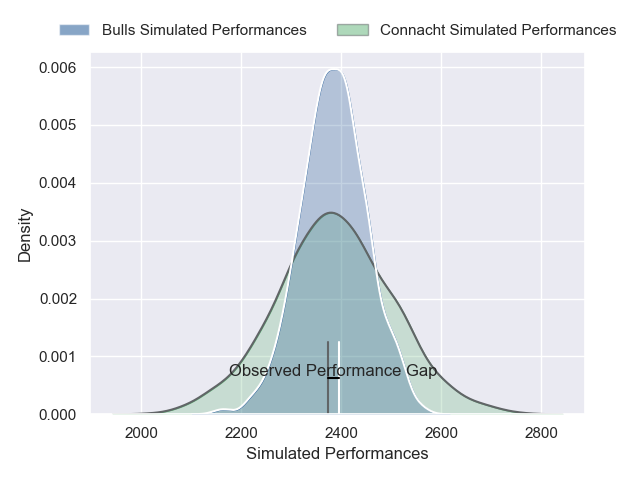 Bulls Simulated Performances
Connacht Simulated Performances
0.006
0.005
0.004
0.003
0.002
0.001
0.000
Density
Observed Performance Gap
2000
2200
2400
2600
2800
Simulated Performances